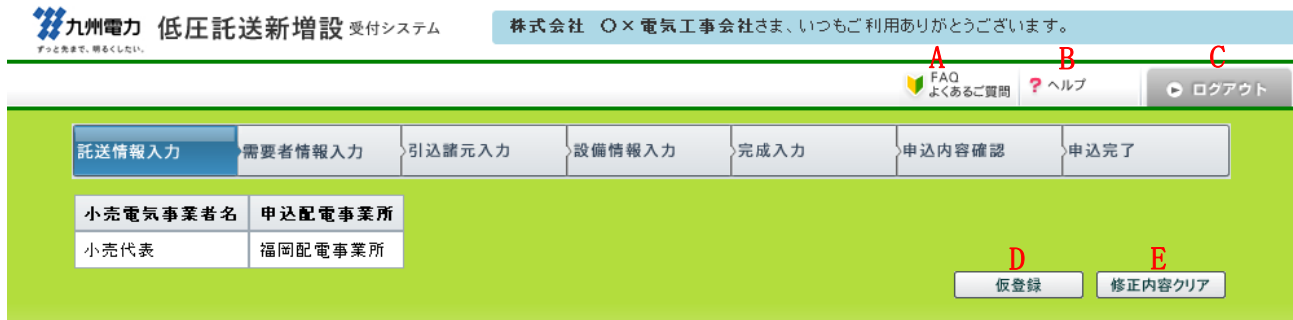 九州電力 低圧託送新増設 受付システム 株式会社 〇×電気工事会社さま、いつもご利用ありがとうございます。
ずっと先まで、明るくしたい。
A B C
FAQ
よくあるご質問 ? ヘルプ ログアウト
託送情報入力 需要者情報入力 引込諸元入力 設備情報入力 完成入力 申込内容確認 申込完了
小売電気事業者名 申込配電事業所
小売代表 福岡配電事業所
D E
仮登録 修正内容クリア